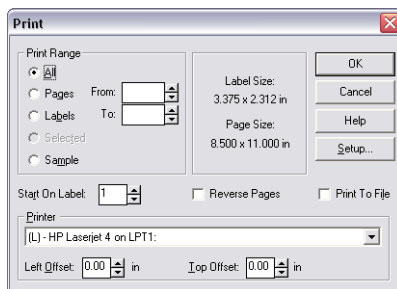 Print
Print Range
All
Pages From:
Labels To:
Selected
Sample
Label Size:
3.375 x 2.312 in
Page Size:
8.500 x 11.000 in
OK
Cancel
Help
Setup...
Start On Label: 1 Reverse Pages Print To File
Printer
(L) - HP Laserjet 4 on LPT1:
Left Offset: 0.00 in Top Offset: 0.00 in